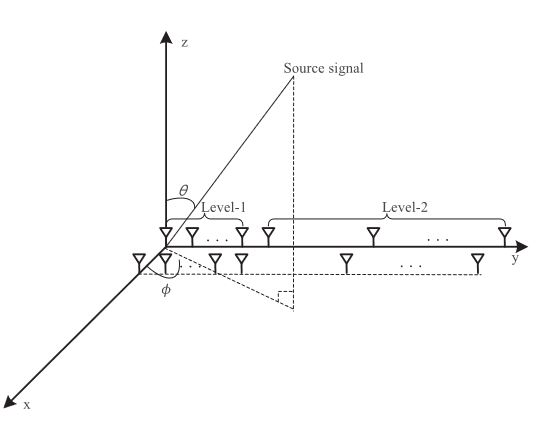 z
Source signal
θ
Level-1
Level-2
. . .
. . .
y
. . .
. . .
ϕ
x